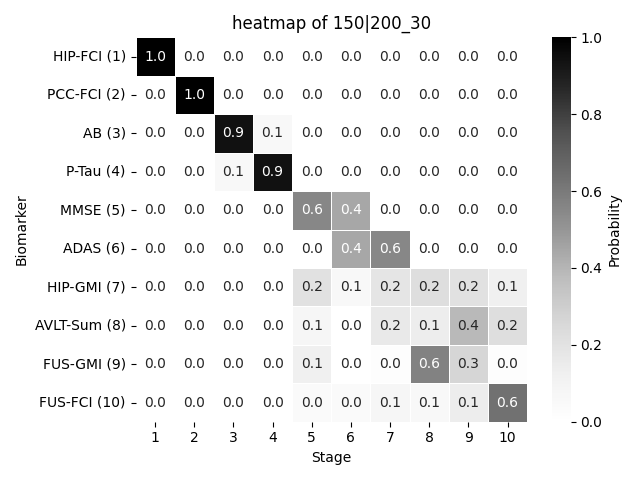 heatmap of 150|200_30
HIP-FCI (1) 1.0 0.0 0.0 0.0 0.0 0.0 0.0 0.0 0.0 0.0
PCC-FCI (2) 0.0 1.0 0.0 0.0 0.0 0.0 0.0 0.0 0.0 0.0
AB (3) 0.0 0.0 0.9 0.1 0.0 0.0 0.0 0.0 0.0 0.0
P-Tau (4) 0.0 0.0 0.1 0.9 0.0 0.0 0.0 0.0 0.0 0.0
MMSE (5) 0.0 0.0 0.0 0.0 0.6 0.4 0.0 0.0 0.0 0.0
ADAS (6) 0.0 0.0 0.0 0.0 0.0 0.4 0.6 0.0 0.0 0.0
HIP-GMI (7) 0.0 0.0 0.0 0.0 0.2 0.1 0.2 0.2 0.2 0.1
AVLT-Sum (8) 0.0 0.0 0.0 0.0 0.1 0.0 0.2 0.1 0.4 0.2
FUS-GMI (9) 0.0 0.0 0.0 0.0 0.1 0.0 0.0 0.6 0.3 0.0
FUS-FCI (10) 0.0 0.0 0.0 0.0 0.0 0.0 0.1 0.1 0.1 0.6
1 2 3 4 5 6 7 8 9 10
Stage
Biomarker
1.0
0.8
0.6
0.4
0.2
0.0
Probability